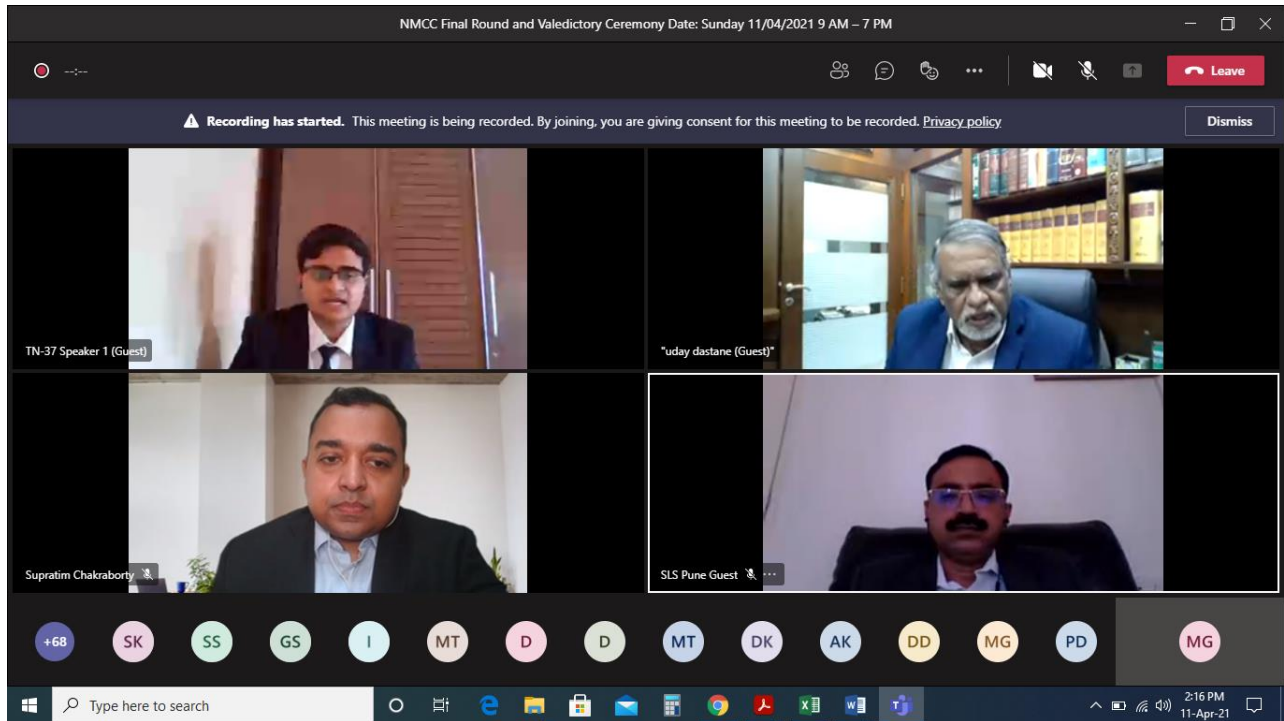 NMCC Final Round and Valedictory Ceremony Date: Sunday 11/04/2021 9 AM – 7 PM
--:--
Leave
Recording has started. This meeting is being recorded. By joining, you are giving consent for this meeting to be recorded. Privacy policy
Dismiss
TN-37 Speaker 1 (Guest)
"uday dastane (Guest)"
Supratim Chakraborty
SLS Pune Guest
+68 SK SS GS I MT D D MT DK AK DD MG PD MG
Type here to search
2:16 PM
11-Apr-21